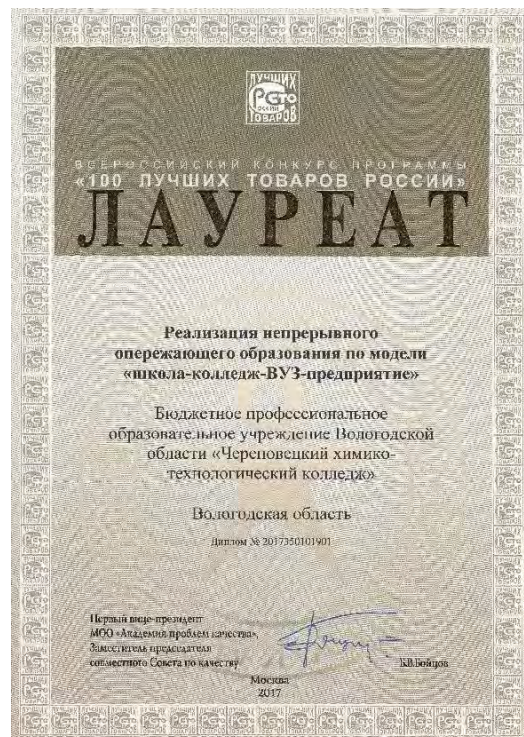 ЛУЧШИХ
ТОВАРОВ
ВСЕРОССИЙСКИЙ КОНКУРС ПРОГРАММЫ
«100 ЛУЧШИХ ТОВАРОВ РОССИИ»
ЛАУРЕАТ
Реализация непрерывного
опережающего образования по модели
«школа-колледж-ВУЗ-предприятие»
Бюджетное профессиональное
образовательное учреждение Вологодской
области «Череповецкий химико-
технологический колледж»
Вологодская область
Диплом № 2017350101901
Первый вице-президент
МОО «Академия проблем качества»,
Заместитель председателя
совместного Совета по качеству
Б.В.Бойцов
Москва
2017